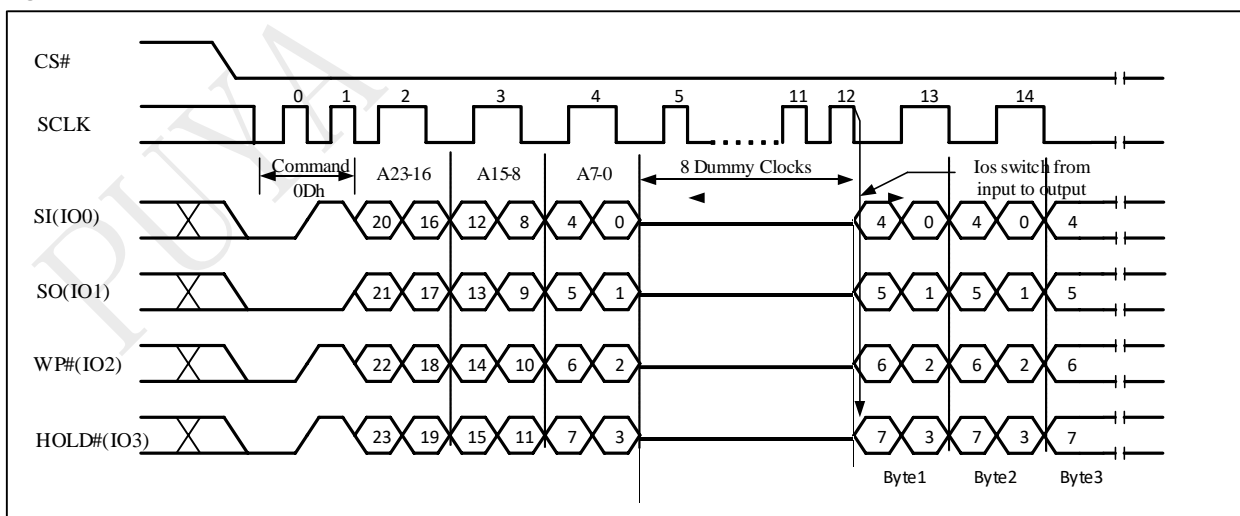 CS#
0 1 2 3 4 5 11 12 13 14
SCLK
Command
0Dh
A23-16 A15-8 A7-0 8 Dummy Clocks Ios switch from
input to output
SI(IO0) 20 16 12 8 4 0 4 0 4 0 4
SO(IO1) 21 17 13 9 5 1 5 1 5 1 5
WP#(IO2) 22 18 14 10 6 2 6 2 6 2 6
HOLD#(IO3) 23 19 15 11 7 3 7 3 7 3 7
Byte1 Byte2 Byte3
PUYA